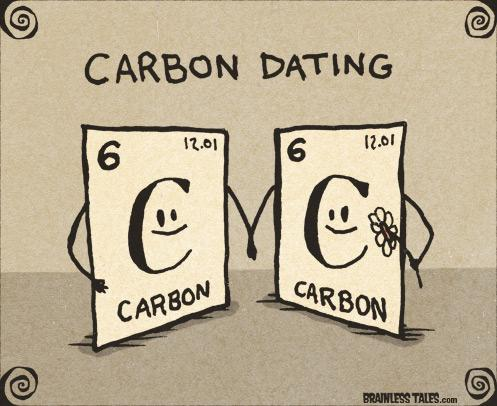 CARBON DATING
6 12.01
C
CARBON
6 12.01
C
CARBON
BRAINLESS TALES.com